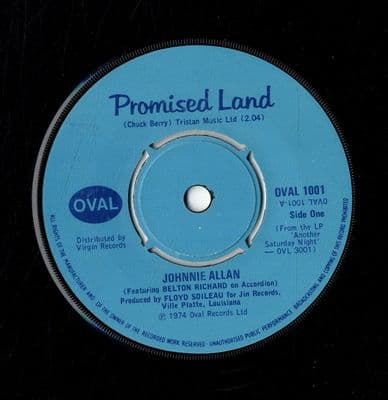 Promised Land
(Chuck Berry) Tristan Music Ltd (2.04)
OVAL
OVAL 1001
OVAL 1001-A
Side One
(From the LP
'Another
Saturday Night'
— OVL 3001)
Distributed by
Virgin Records
JOHNNIE ALLAN
(Featuring BELTON RICHARD on Accordion)
Produced by FLOYD SOILEAU for Jin Records,
Ville Platte, Louisiana
℗ 1974 Oval Records Ltd
ALL RIGHTS OF THE MANUFACTURER AND OF THE OWNER OF THE RECORDED WORK RESERVED · UNAUTHORISED PUBLIC PERFORMANCE BROADCASTING AND COPYING OF THIS RECORD PROHIBITED